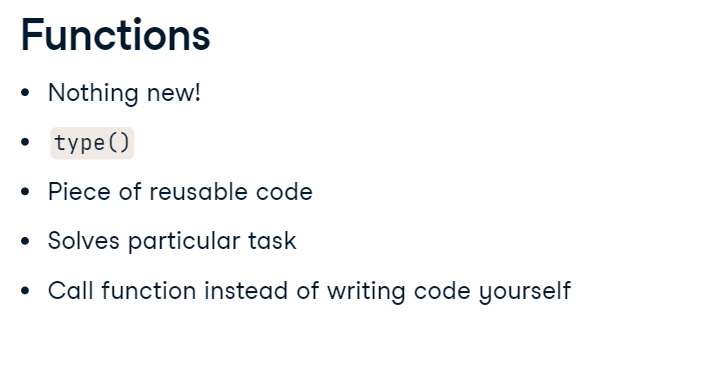 Functions
• Nothing new!
• type()
• Piece of reusable code
• Solves particular task
• Call function instead of writing code yourself